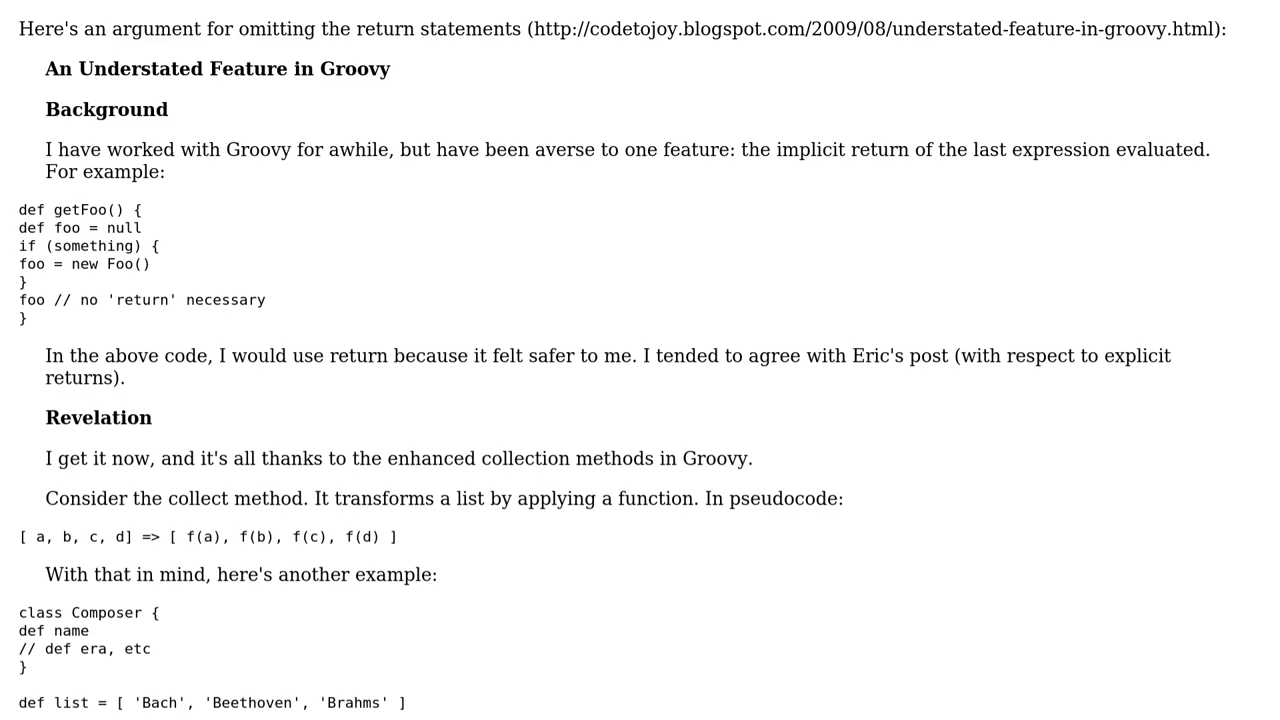 Here's an argument for omitting the return statements (http://codetojoy.blogspot.com/2009/08/understated-feature-in-groovy.html):
An Understated Feature in Groovy
Background
I have worked with Groovy for awhile, but have been averse to one feature: the implicit return of the last expression evaluated.
For example:
def getFoo() {
def foo = null
if (something) {
foo = new Foo()
}
foo // no 'return' necessary
}
In the above code, I would use return because it felt safer to me. I tended to agree with Eric's post (with respect to explicit
returns).
Revelation
I get it now, and it's all thanks to the enhanced collection methods in Groovy.
Consider the collect method. It transforms a list by applying a function. In pseudocode:
[ a, b, c, d] => [ f(a), f(b), f(c), f(d) ]
With that in mind, here's another example:
class Composer {
def name
// def era, etc
}
def list = [ 'Bach', 'Beethoven', 'Brahms' ]